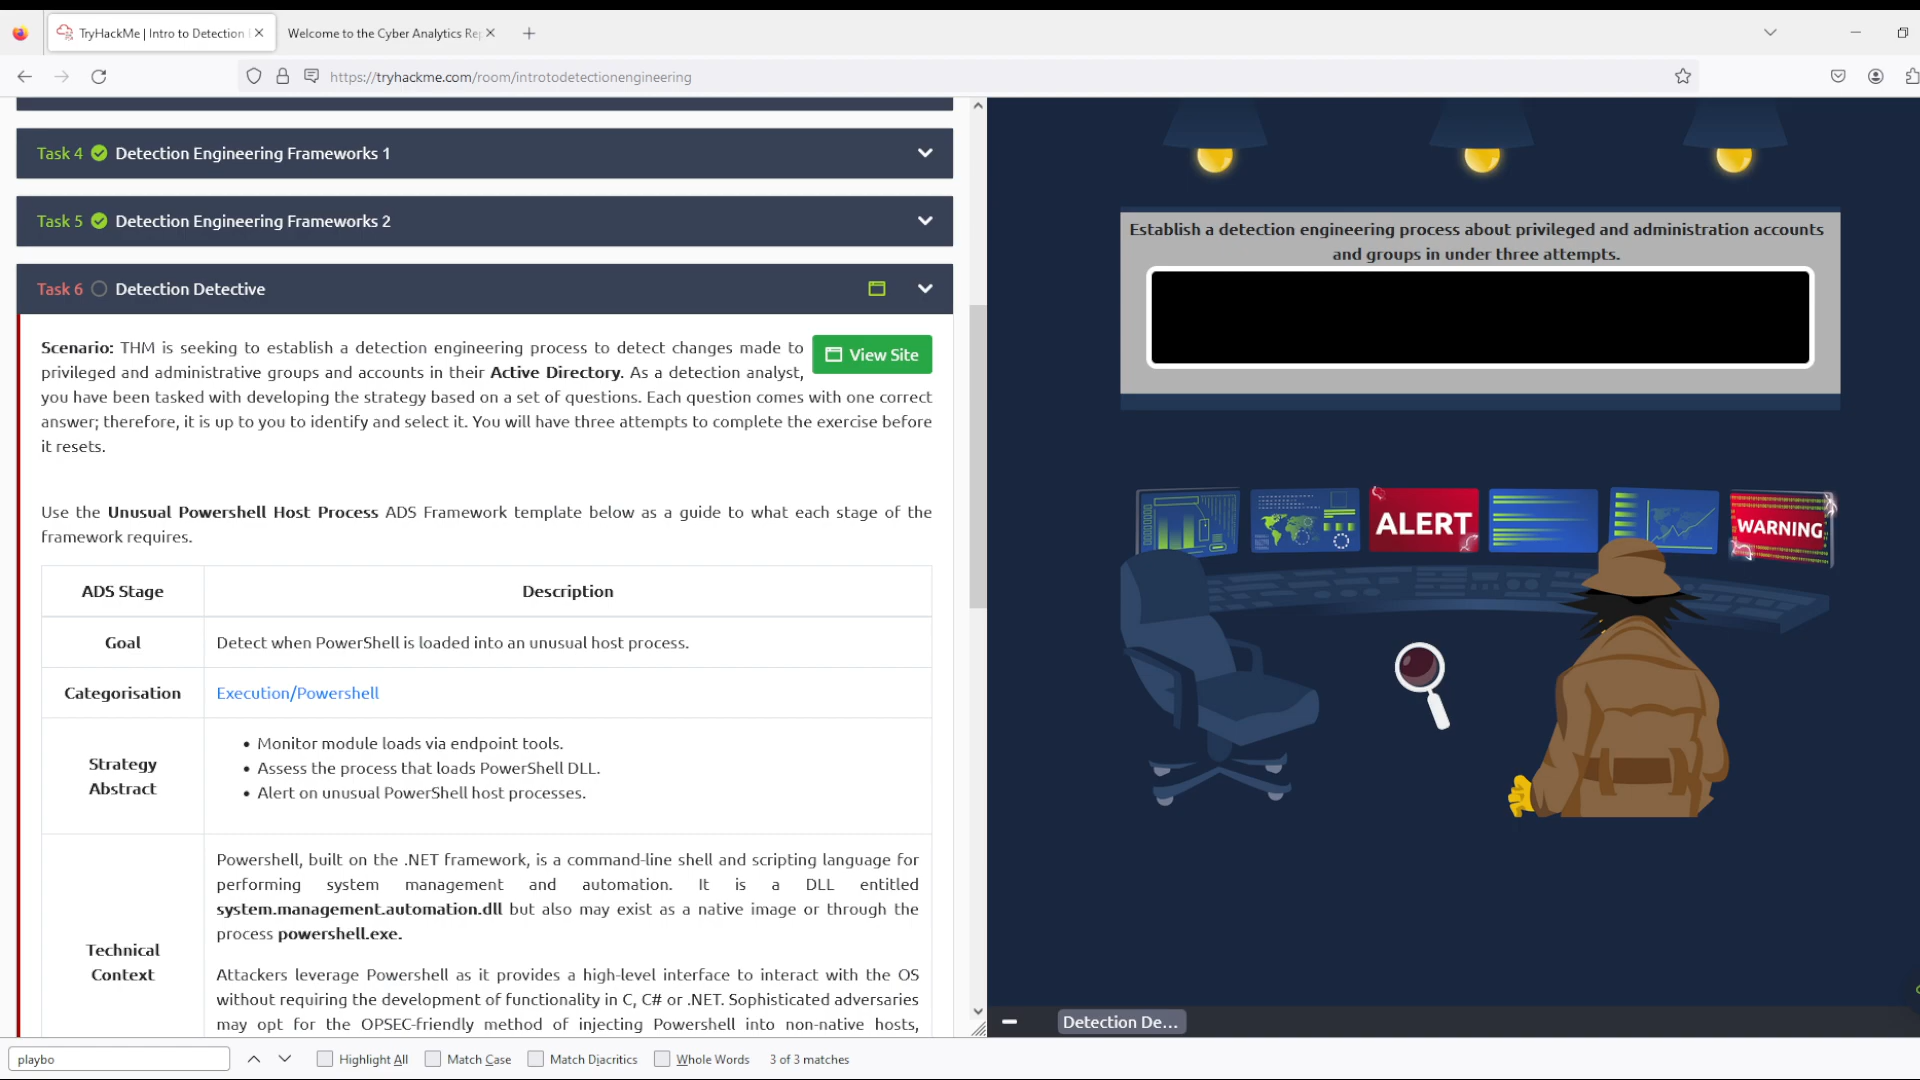 TryHackMe | Intro to Detection
Welcome to the Cyber Analytics Re
https://tryhackme.com/room/introtodetectionengineering
Task 4 Detection Engineering Frameworks 1
Task 5 Detection Engineering Frameworks 2
Task 6 Detection Detective
Scenario: THM is seeking to establish a detection engineering process to detect changes made to
privileged and administrative groups and accounts in their Active Directory. As a detection analyst,
you have been tasked with developing the strategy based on a set of questions. Each question comes with one correct
answer; therefore, it is up to you to identify and select it. You will have three attempts to complete the exercise before
it resets.
View Site
Use the Unusual Powershell Host Process ADS Framework template below as a guide to what each stage of the
framework requires.
ADS Stage Description
Goal Detect when PowerShell is loaded into an unusual host process.
Categorisation Execution/Powershell
Strategy
Abstract
• Monitor module loads via endpoint tools.
• Assess the process that loads PowerShell DLL.
• Alert on unusual PowerShell host processes.
Technical
Context
Powershell, built on the .NET framework, is a command-line shell and scripting language for
performing system management and automation. It is a DLL entitled
system.management.automation.dll but also may exist as a native image or through the
process powershell.exe.
Attackers leverage Powershell as it provides a high-level interface to interact with the OS
without requiring the development of functionality in C, C# or .NET. Sophisticated adversaries
may opt for the OPSEC-friendly method of injecting Powershell into non-native hosts,
Establish a detection engineering process about privileged and administration accounts
and groups in under three attempts.
ALERT
WARNING
Detection De...
playbo
Highlight All
Match Case
Match Diacritics
Whole Words
3 of 3 matches